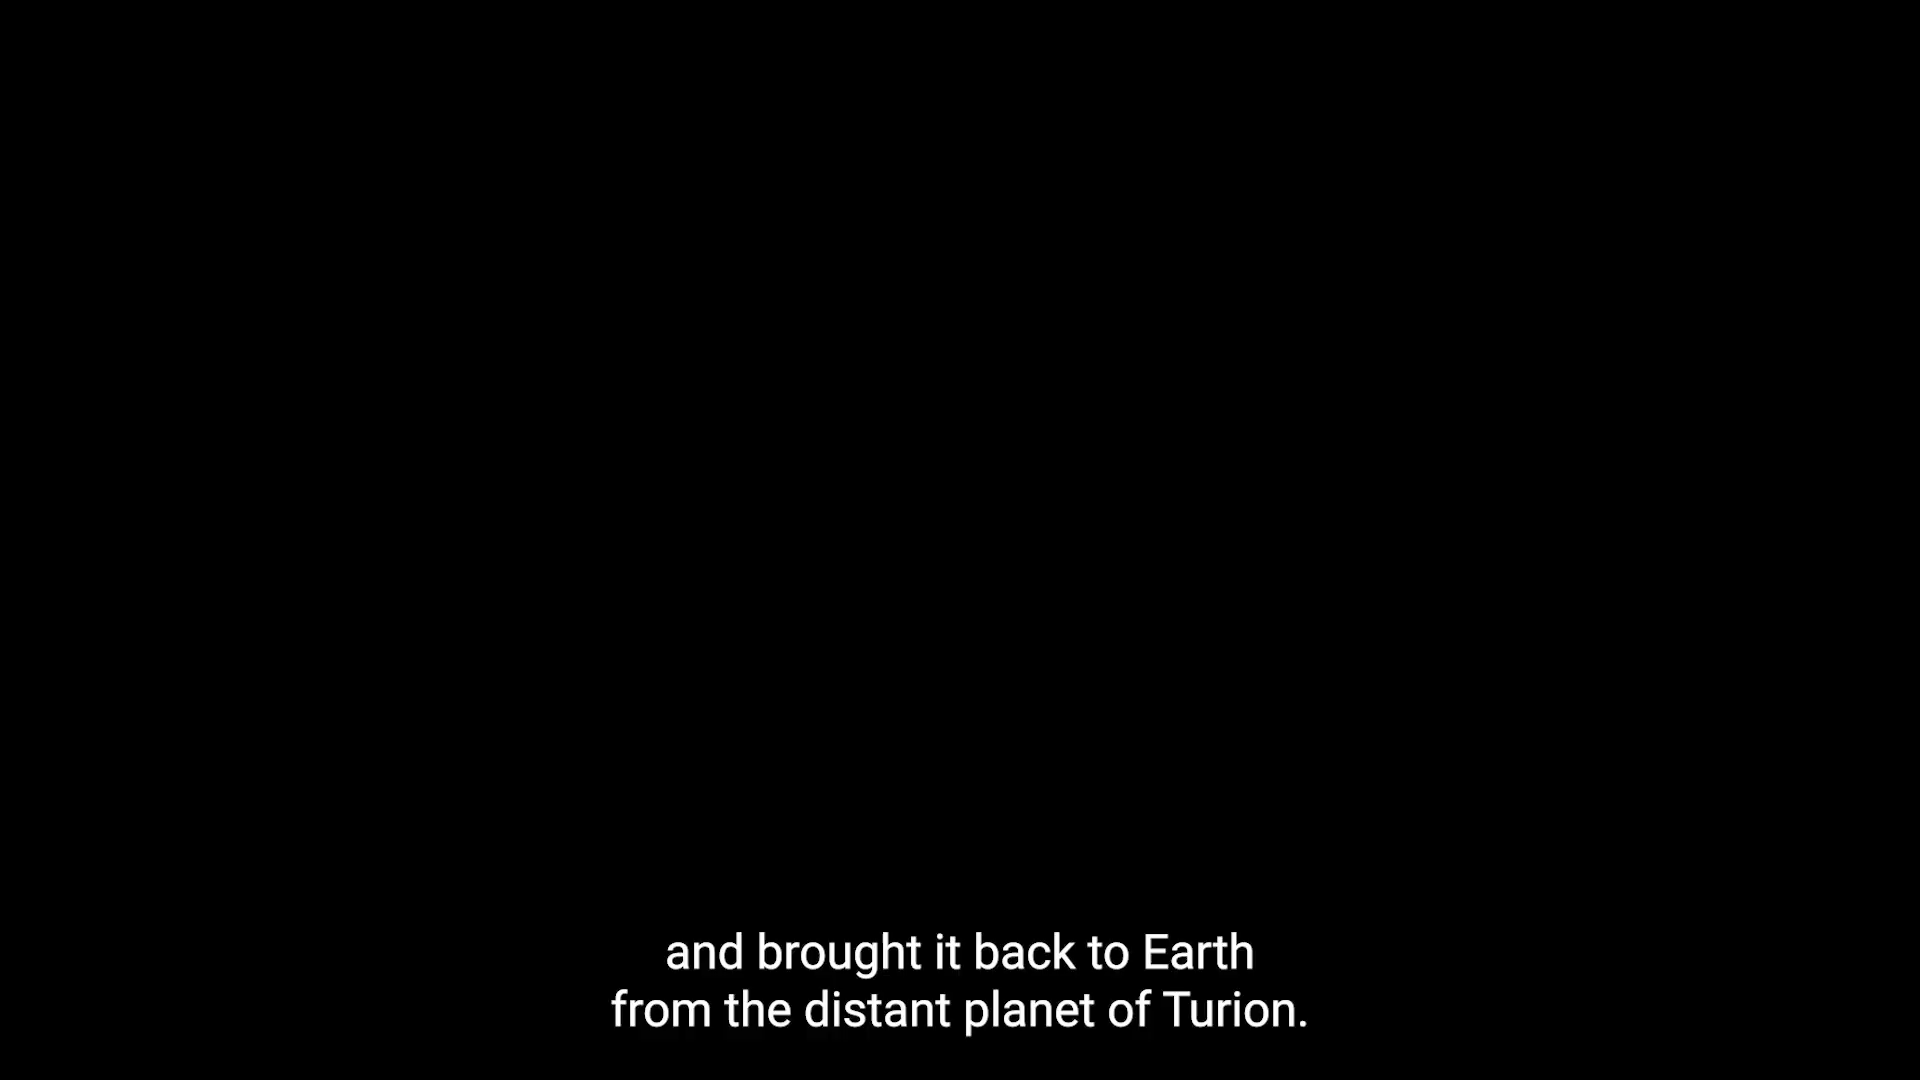 and brought it back to Earth
from the distant planet of Turion.